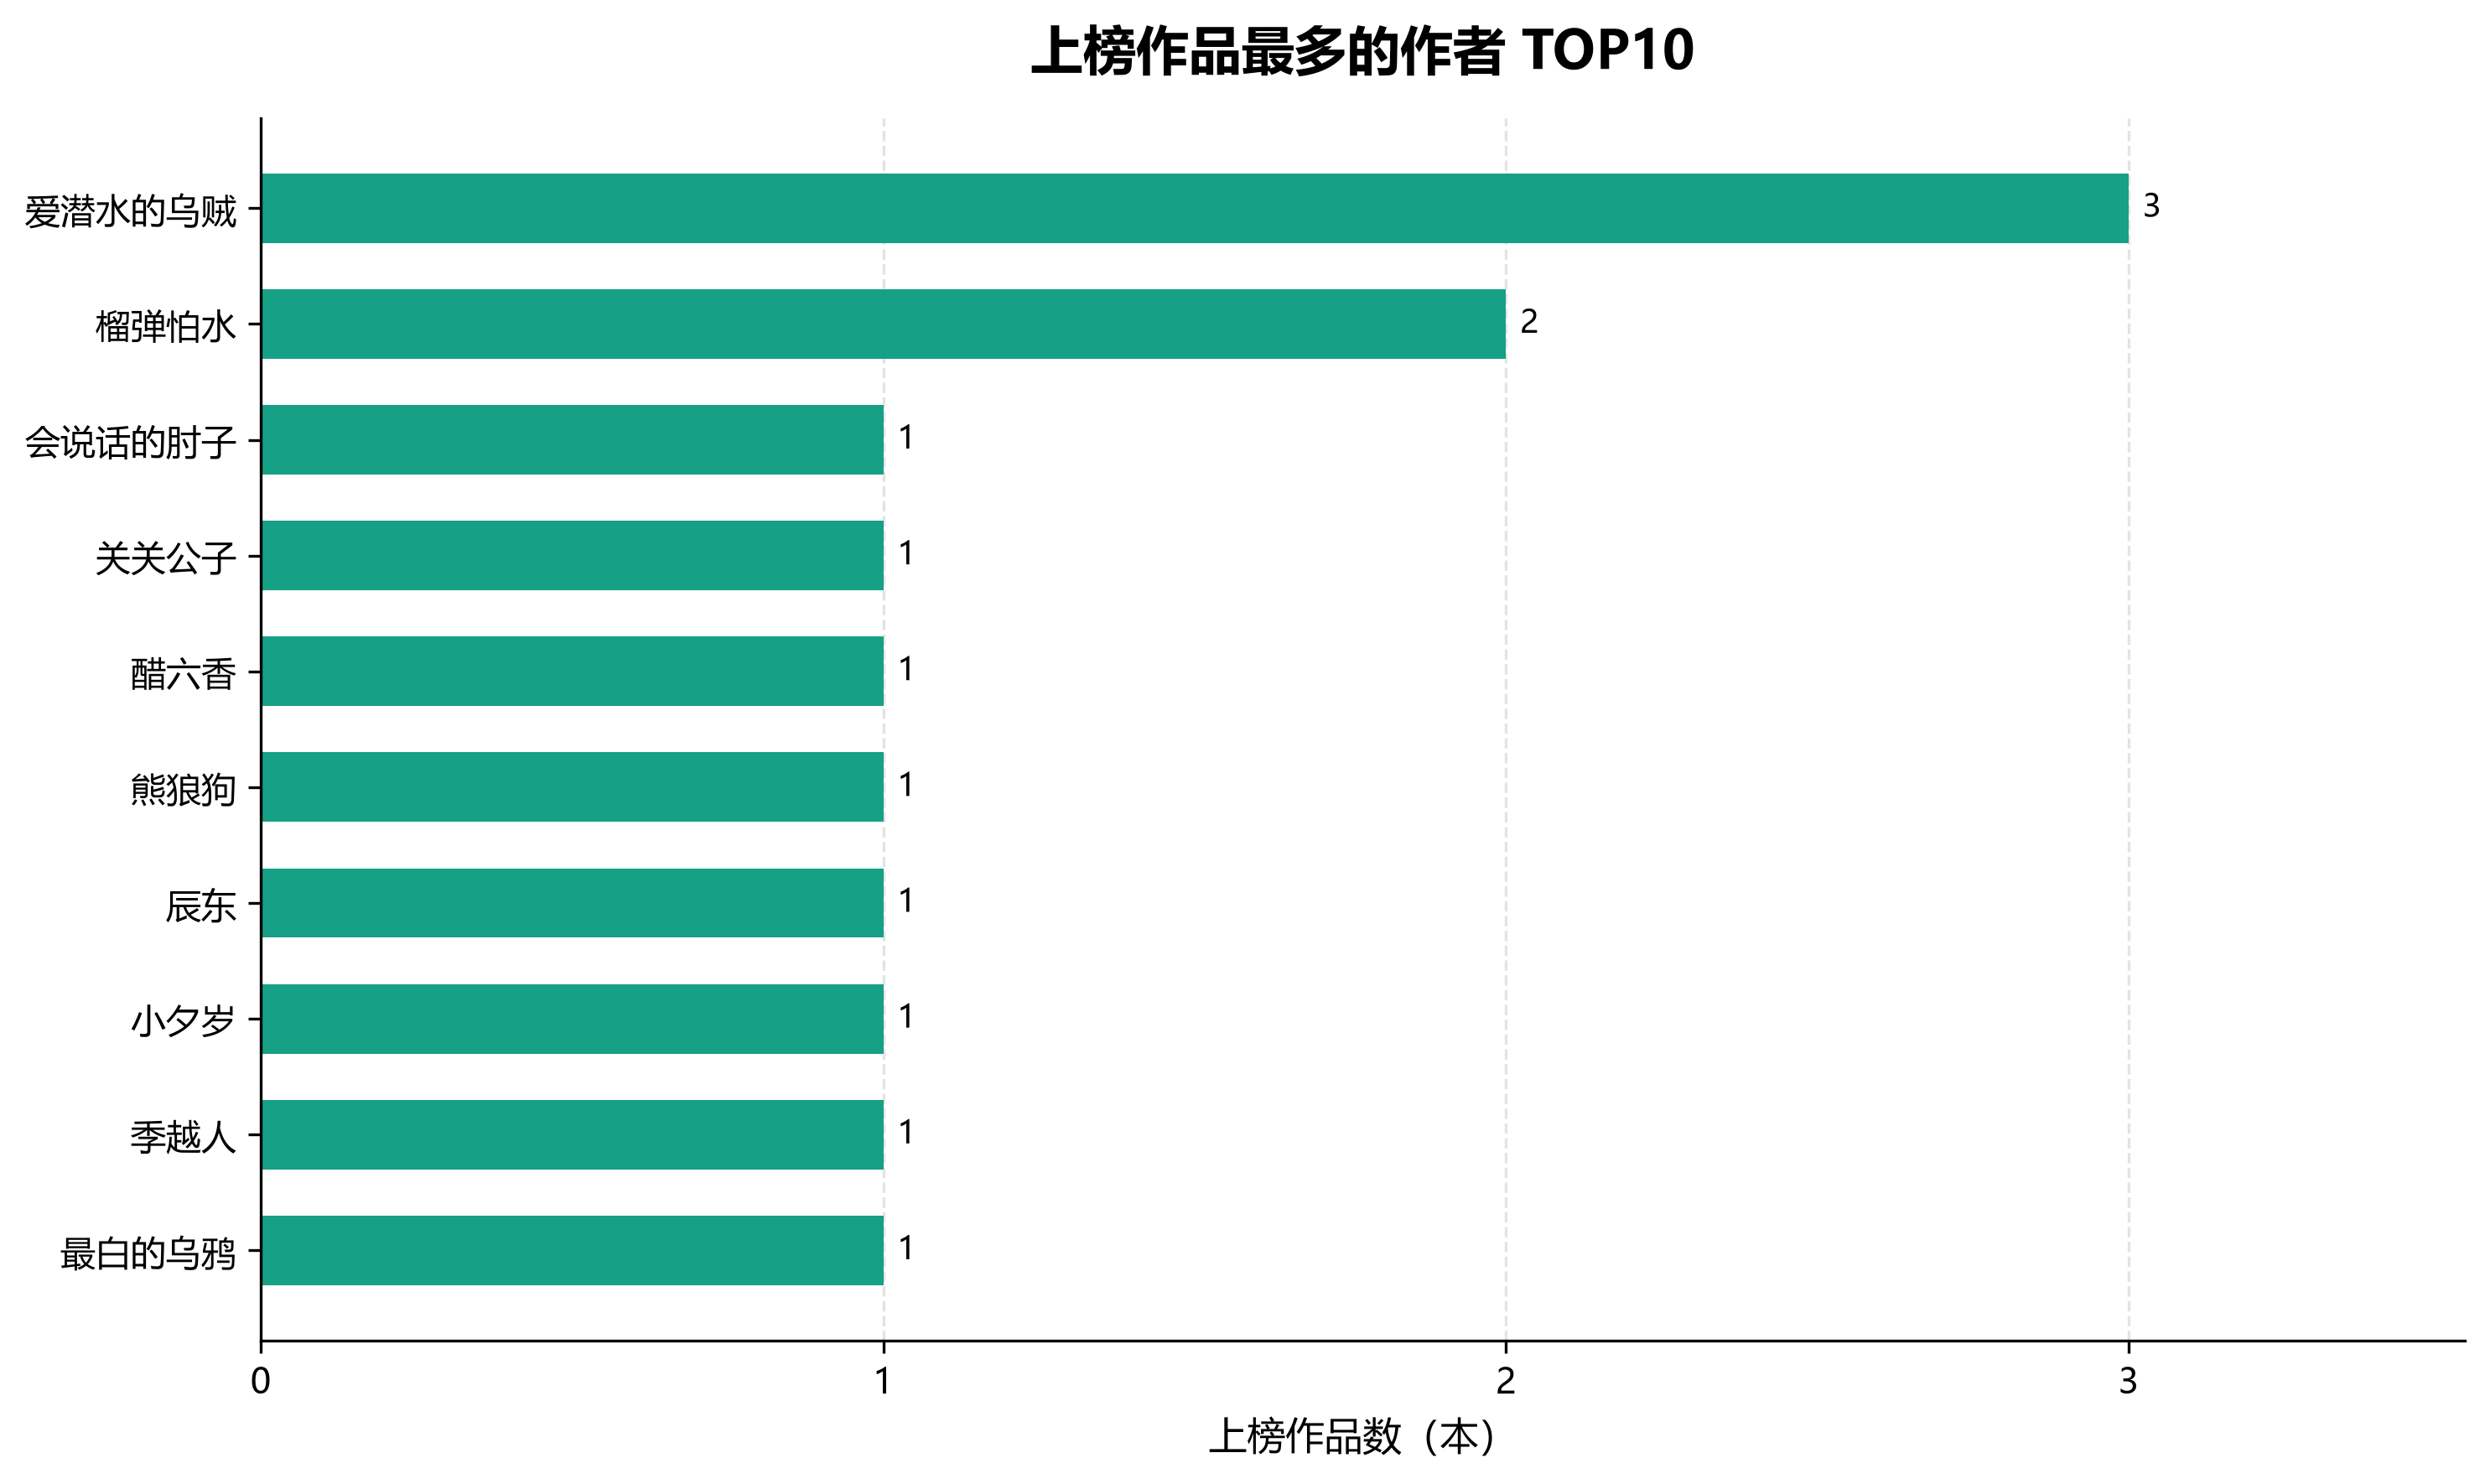 上榜作品最多的作者 TOP10
爱潜水的乌贼 3
榴弹怕水 2
会说话的肘子 1
关关公子 1
醋六香 1
熊狼狗 1
辰东 1
小夕岁 1
季越人 1
最白的乌鸦 1
0 1 2 3
上榜作品数（本）